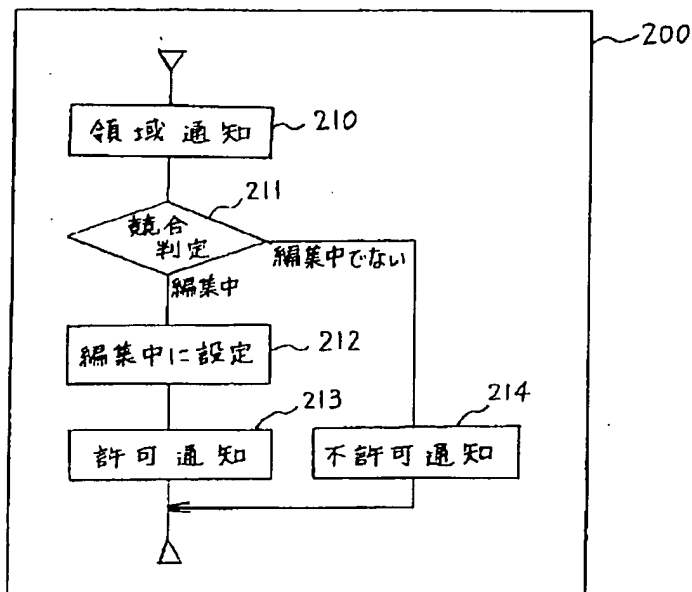 200
領域通知
210
211
競合
判定
編集中でない
編集中
編集中に設定
212
213
214
許可通知
不許可通知